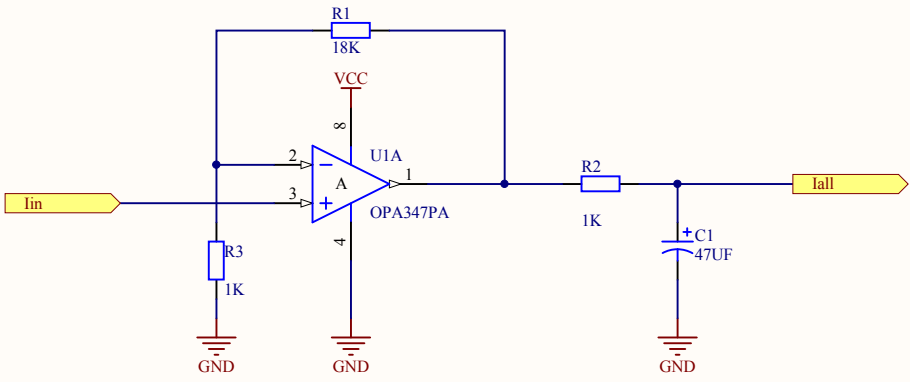 R1
18K
VCC
8
2
U1A
1
A
3
OPA347PA
4
Iin
R3
1K
GND
GND
R2
1K
Iall
+
C1
47UF
GND